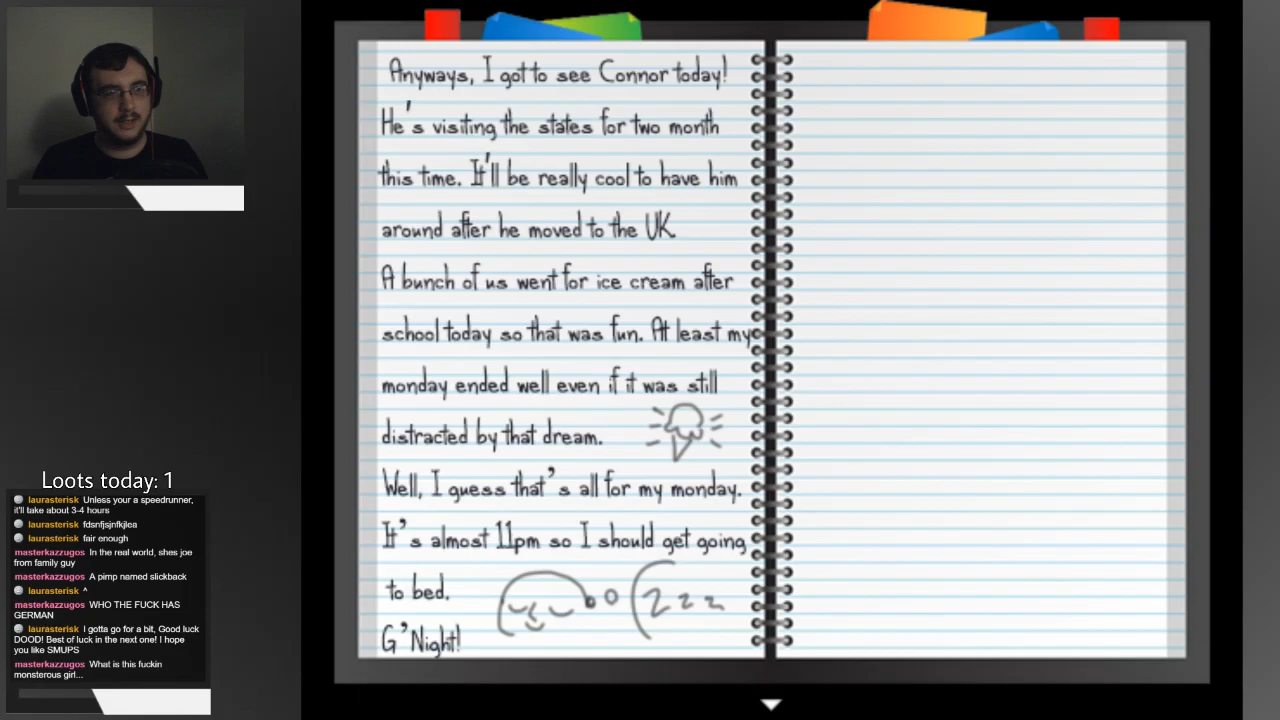 Anyways, I got to see Connor today!
He's visiting the states for two month
this time. It'll be really cool to have him
around after he moved to the UK.
A bunch of us went for ice cream after
school today so that was fun. At least my
monday ended well even if it was still
distracted by that dream.
Well, I guess that's all for my monday.
It's almost 11pm so I should get going
to bed.
Zzz
G'Night!
Loots today: 1
laurasterisk Unless your a speedrunner,
it'll take about 3-4 hours
laurasterisk fdsnfjsjnfkjlea
laurasterisk fair enough
masterkazzugos In the real world, shes joe
from family guy
masterkazzugos A pimp named slickback
laurasterisk ^
masterkazzugos WHO THE FUCK HAS
GERMAN
laurasterisk I gotta go for a bit, Good luck
DOOD! Best of luck in the next one! I hope
you like SMUPS
masterkazzugos What is this fuckin
monsterous girl...